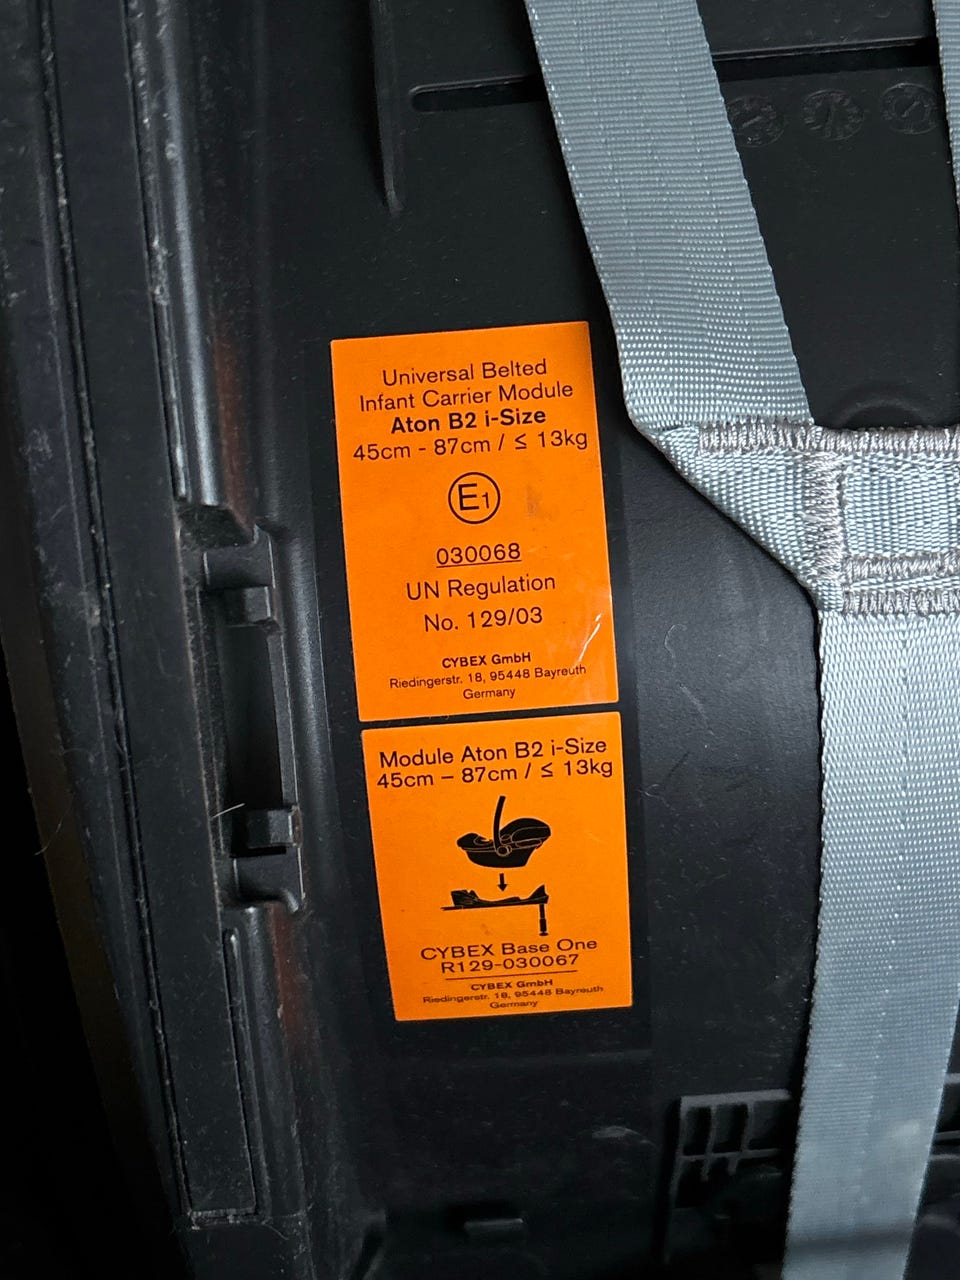 Universal Belted
Infant Carrier Module
Aton B2 i-Size
45cm - 87cm / ≤ 13kg
E1
030068
UN Regulation
No. 129/03
CYBEX GmbH
Riedingerstr. 18, 95448 Bayreuth
Germany
Module Aton B2 i-Size
45cm – 87cm / ≤ 13kg
CYBEX Base One
R129-030067
CYBEX GmbH
Riedingerstr. 18, 95448 Bayreuth
Germany